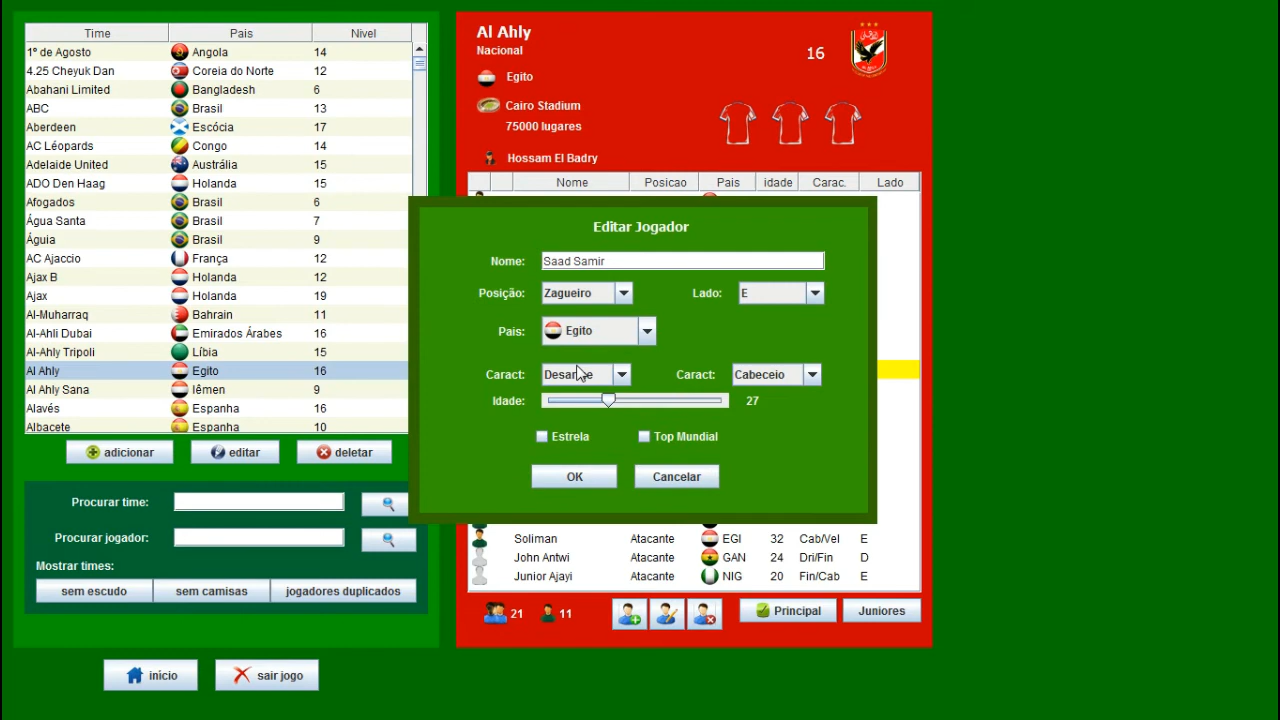 Time Pais Nivel
1º de Agosto Angola 14
4.25 Cheyuk Dan Coreia do Norte 12
Abahani Limited Bangladesh 6
ABC Brasil 13
Aberdeen Escócia 17
AC Léopards Congo 14
Adelaide United Austrália 15
ADO Den Haag Holanda 15
Afogados Brasil 6
Água Santa Brasil 7
Águia Brasil 9
AC Ajaccio França 12
Ajax B Holanda 12
Ajax Holanda 19
Al-Muharraq Bahrain 11
Al-Ahli Dubai Emirados Árabes 16
Al-Ahly Tripoli Líbia 15
Al Ahly Egito 16
Al Ahly Sana Iêmen 9
Alavés Espanha 16
Albacete Espanha 10
adicionar editar deletar
Procurar time:
Procurar jogador:
Mostrar times:
sem escudo sem camisas jogadores duplicados
início sair jogo
Al Ahly
Nacional
16
Egito
Cairo Stadium
75000 lugares
Hossam El Badry
Nome Posicao Pais idade Carac. Lado
Editar Jogador
Nome: Saad Samir
Posição: Zagueiro Lado: E
Pais: Egito
Caract: Caract: Cabeceio
Idade: 27
Estrela Top Mundial
OK Cancelar
Soliman Atacante EGI 32 Cab/Vel E
John Antwi Atacante GAN 24 Dri/Fin D
Junior Ajayi Atacante NIG 20 Fin/Cab E
21 11 Principal Juniores